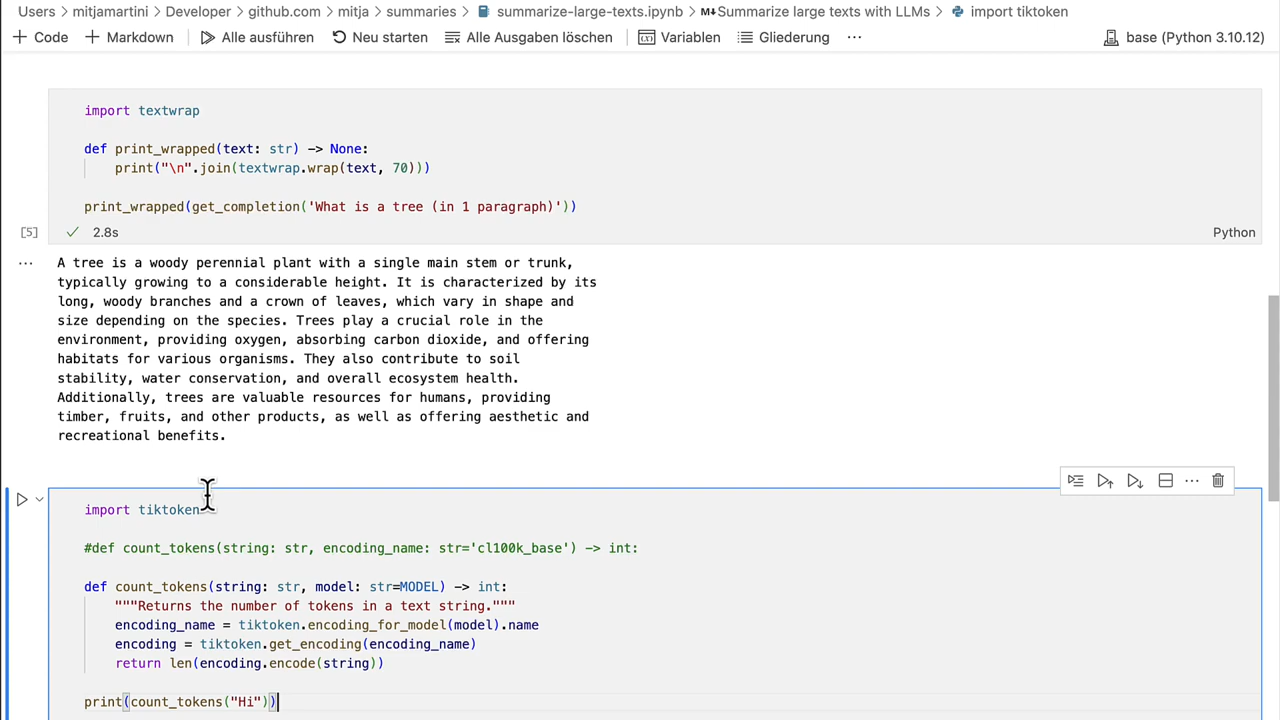 Users > mitjamartini > Developer > github.com > mitja > summaries > summarize-large-texts.ipynb > M↓Summarize large texts with LLMs > import tiktoken
+ Code + Markdown Alle ausführen Neu starten Alle Ausgaben löschen Variablen Gliederung ... base (Python 3.10.12)
import textwrap
def print_wrapped(text: str) -> None:
    print("\n".join(textwrap.wrap(text, 70)))
print_wrapped(get_completion('What is a tree (in 1 paragraph)'))
[5] ✓ 2.8s Python
... A tree is a woody perennial plant with a single main stem or trunk,
typically growing to a considerable height. It is characterized by its
long, woody branches and a crown of leaves, which vary in shape and
size depending on the species. Trees play a crucial role in the
environment, providing oxygen, absorbing carbon dioxide, and offering
habitats for various organisms. They also contribute to soil
stability, water conservation, and overall ecosystem health.
Additionally, trees are valuable resources for humans, providing
timber, fruits, and other products, as well as offering aesthetic and
recreational benefits.
import tiktoken
#def count_tokens(string: str, encoding_name: str='cl100k_base') -> int:
def count_tokens(string: str, model: str=MODEL) -> int:
    """Returns the number of tokens in a text string."""
    encoding_name = tiktoken.encoding_for_model(model).name
    encoding = tiktoken.get_encoding(encoding_name)
    return len(encoding.encode(string))
print(count_tokens("Hi"))